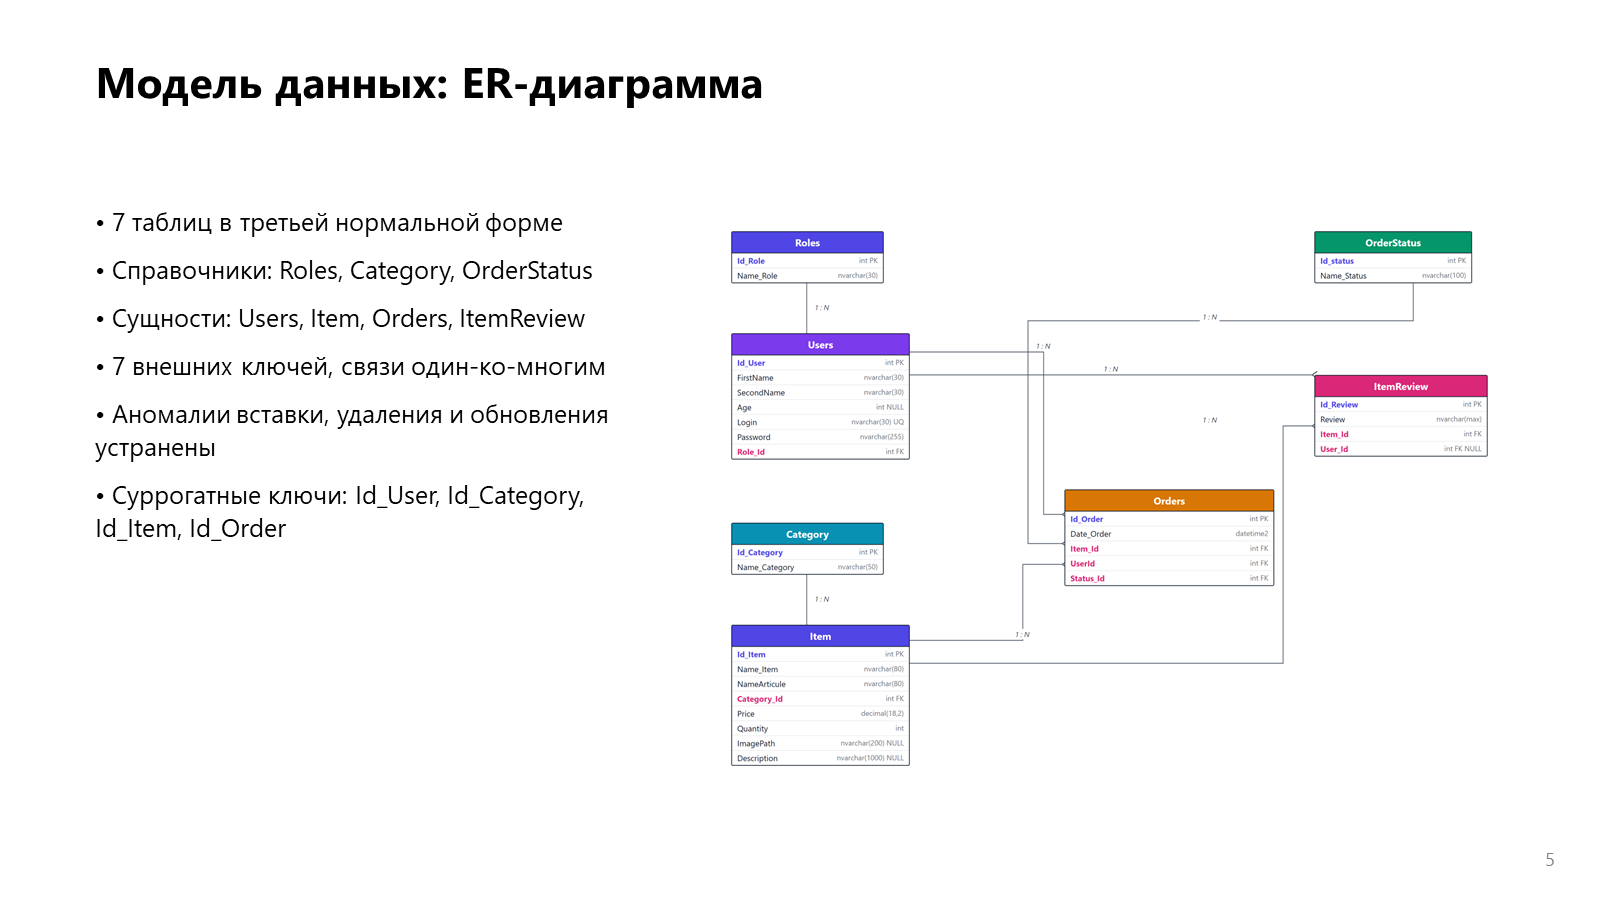 Модель данных: ER-диаграмма
• 7 таблиц в третьей нормальной форме
• Справочники: Roles, Category, OrderStatus
• Сущности: Users, Item, Orders, ItemReview
• 7 внешних ключей, связи один-ко-многим
• Аномалии вставки, удаления и обновления
устранены
• Суррогатные ключи: Id_User, Id_Category,
Id_Item, Id_Order
Roles
Id_Role int PK
Name_Role nvarchar(30)
1 : N
Users
Id_User int PK
FirstName nvarchar(30)
SecondName nvarchar(30)
Age int NULL
Login nvarchar(30) UQ
Password nvarchar(255)
Role_Id int FK
Category
Id_Category int PK
Name_Category nvarchar(50)
1 : N
Item
Id_Item int PK
Name_Item nvarchar(80)
NameArticule nvarchar(80)
Category_Id int FK
Price decimal(18,2)
Quantity int
ImagePath nvarchar(200) NULL
Description nvarchar(1000) NULL
OrderStatus
Id_status int PK
Name_Status nvarchar(100)
1 : N
1 : N
1 : N
1 : N
ItemReview
Id_Review int PK
Review nvarchar(max)
Item_Id int FK
User_Id int FK NULL
Orders
Id_Order int PK
Date_Order datetime2
Item_Id int FK
UserId int FK
Status_Id int FK
1 : N
5